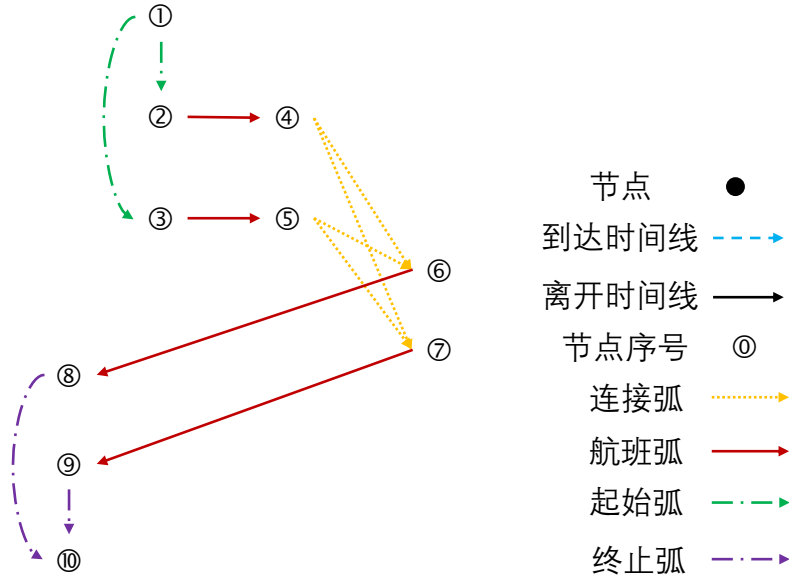 ①
② ④
③ ⑤
⑥
⑦
⑧
⑨
⑩
节点
到达时间线
离开时间线
节点序号 ⓪
连接弧
航班弧
起始弧
终止弧